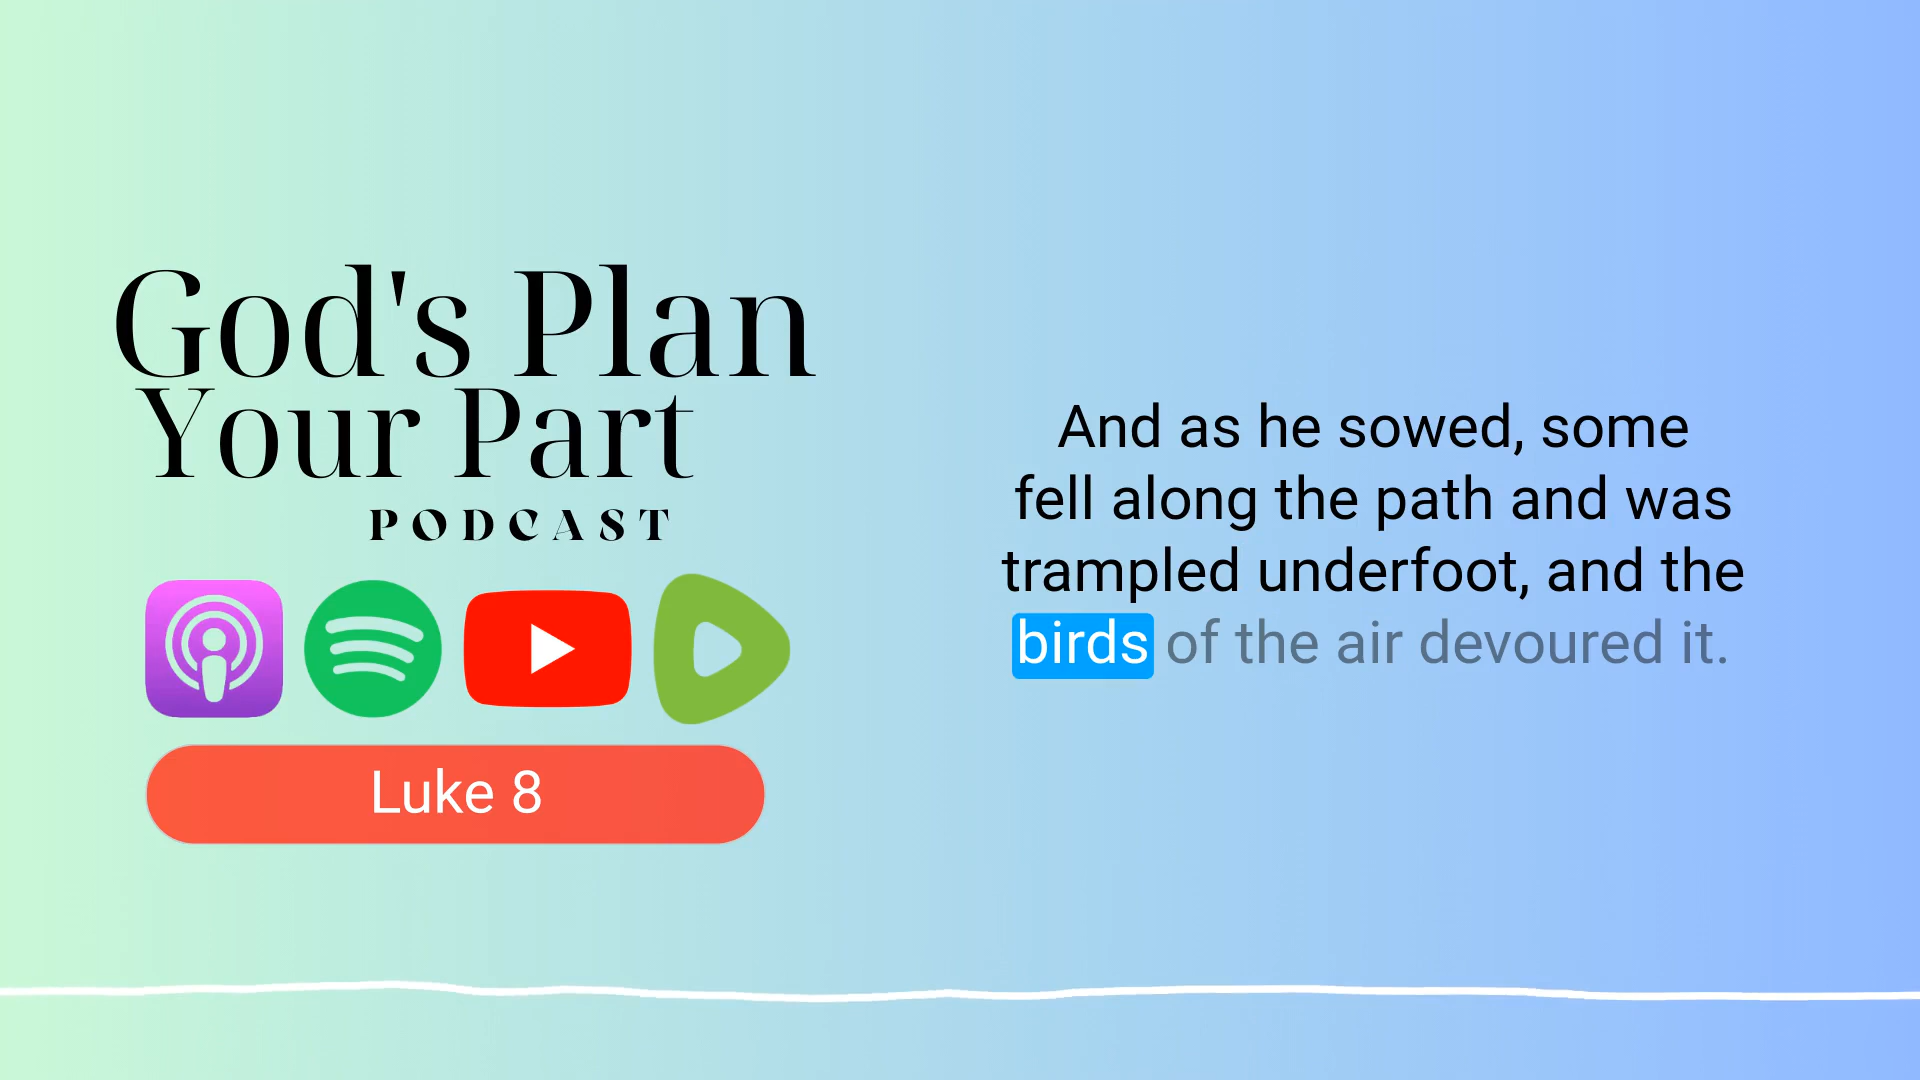 God's Plan
Your Part
PODCAST
Luke 8
And as he sowed, some
fell along the path and was
trampled underfoot, and the
birds of the air devoured it.